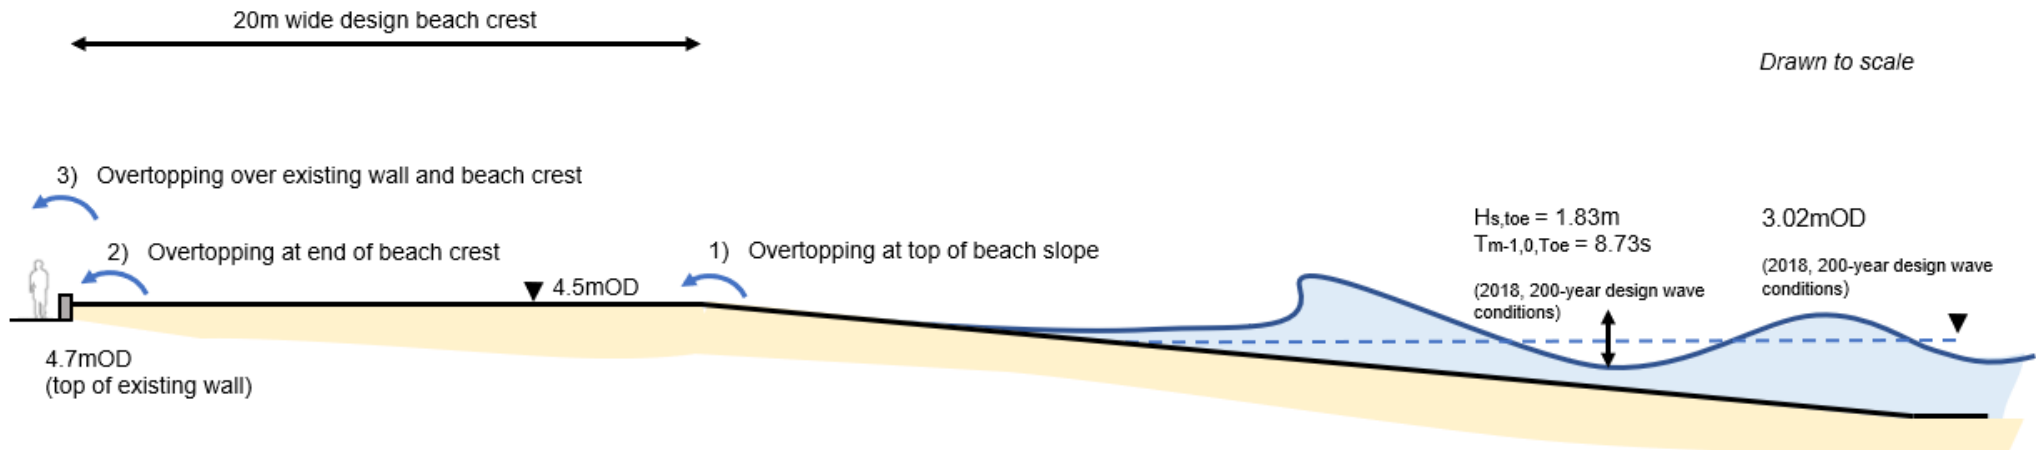 20m wide design beach crest
Drawn to scale
3) Overtopping over existing wall and beach crest
2) Overtopping at end of beach crest
1) Overtopping at top of beach slope
4.5mOD
4.7mOD
(top of existing wall)
Hs,toe = 1.83m
Tm-1,0,Toe = 8.73s
(2018, 200-year design wave
conditions)
3.02mOD
(2018, 200-year design wave
conditions)